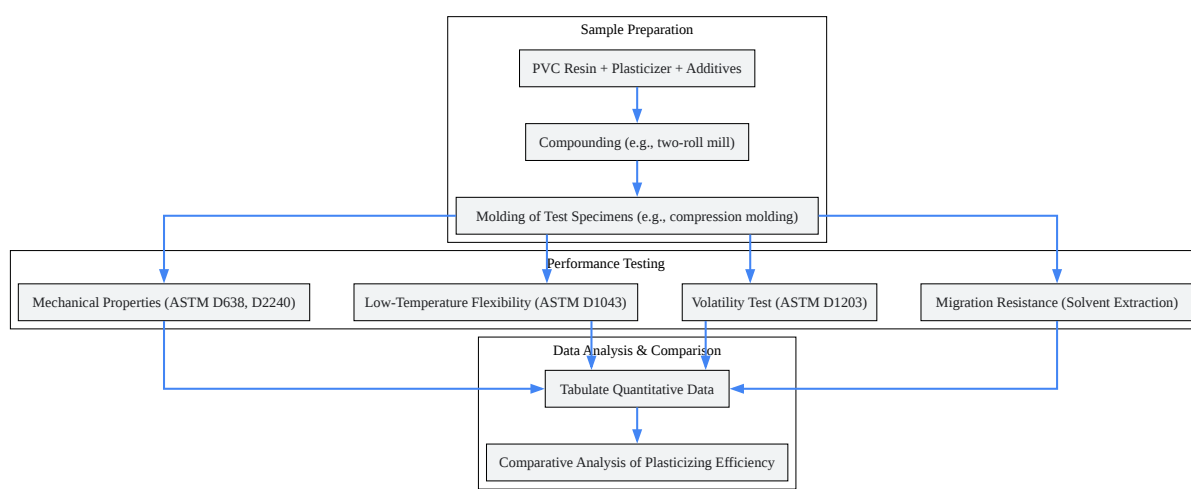 Sample Preparation
PVC Resin + Plasticizer + Additives
Compounding (e.g., two-roll mill)
Molding of Test Specimens (e.g., compression molding)
Performance Testing
Mechanical Properties (ASTM D638, D2240)
Low-Temperature Flexibility (ASTM D1043)
Volatility Test (ASTM D1203)
Migration Resistance (Solvent Extraction)
Data Analysis & Comparison
Tabulate Quantitative Data
Comparative Analysis of Plasticizing Efficiency